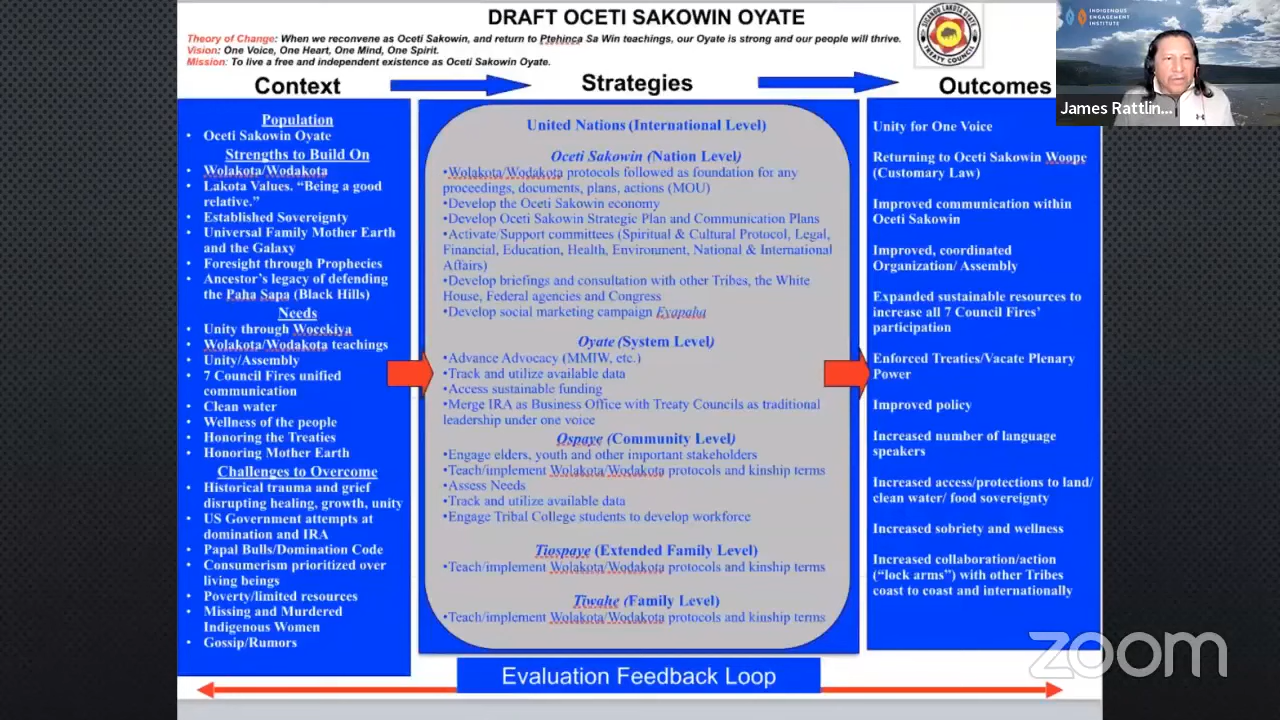 DRAFT OCETI SAKOWIN OYATE
Theory of Change: When we reconvene as Oceti Sakowin, and return to Ptehinca Sa Win teachings, our Oyate is strong and our people will thrive.
Vision: One Voice, One Heart, One Mind, One Spirit.
Mission: To live a free and independent existence as Oceti Sakowin Oyate.
SICANGU LAKOTA OYATE
TREATY COUNCIL
INDIGENOUS
ENGAGEMENT
INSTITUTE
James Rattlin...
Context
Strategies
Outcomes
Population
• Oceti Sakowin Oyate
Strengths to Build On
• Wolakota/Wodakota
• Lakota Values. “Being a good
relative.”
• Established Sovereignty
• Universal Family Mother Earth
and the Galaxy
• Foresight through Prophecies
• Ancestor’s legacy of defending
the Paha Sapa (Black Hills)
Needs
• Unity through Wocekiya
• Wolakota/Wodakota teachings
• Unity/Assembly
• 7 Council Fires unified
communication
• Clean water
• Wellness of the people
• Honoring the Treaties
• Honoring Mother Earth
Challenges to Overcome
• Historical trauma and grief
disrupting healing, growth, unity
• US Government attempts at
domination and IRA
• Papal Bulls/Domination Code
• Consumerism prioritized over
living beings
• Poverty/limited resources
• Missing and Murdered
Indigenous Women
• Gossip/Rumors
United Nations (International Level)
Oceti Sakowin (Nation Level)
•Wolakota/Wodakota protocols followed as foundation for any
proceedings, documents, plans, actions (MOU)
•Develop the Oceti Sakowin economy
•Develop Oceti Sakowin Strategic Plan and Communication Plans
•Activate/Support committees (Spiritual & Cultural Protocol, Legal,
Financial, Education, Health, Environment, National & International
Affairs)
•Develop briefings and consultation with other Tribes, the White
House, Federal agencies and Congress
•Develop social marketing campaign Eyapaha
Oyate (System Level)
•Advance Advocacy (MMIW, etc.)
•Track and utilize available data
•Access sustainable funding
•Merge IRA as Business Office with Treaty Councils as traditional
leadership under one voice
Ospaye (Community Level)
•Engage elders, youth and other important stakeholders
•Teach/implement Wolakota/Wodakota protocols and kinship terms
•Assess Needs
•Track and utilize available data
•Engage Tribal College students to develop workforce
Tiospaye (Extended Family Level)
•Teach/implement Wolakota/Wodakota protocols and kinship terms
Tiwahe (Family Level)
•Teach/implement Wolakota/Wodakota protocols and kinship terms
Unity for One Voice
Returning to Oceti Sakowin Woope
(Customary Law)
Improved communication within
Oceti Sakowin
Improved, coordinated
Organization/ Assembly
Expanded sustainable resources to
increase all 7 Council Fires’
participation
Enforced Treaties/Vacate Plenary
Power
Improved policy
Increased number of language
speakers
Increased access/protections to land/
clean water/ food sovereignty
Increased sobriety and wellness
Increased collaboration/action
(“lock arms”) with other Tribes
coast to coast and internationally
Evaluation Feedback Loop
zoom